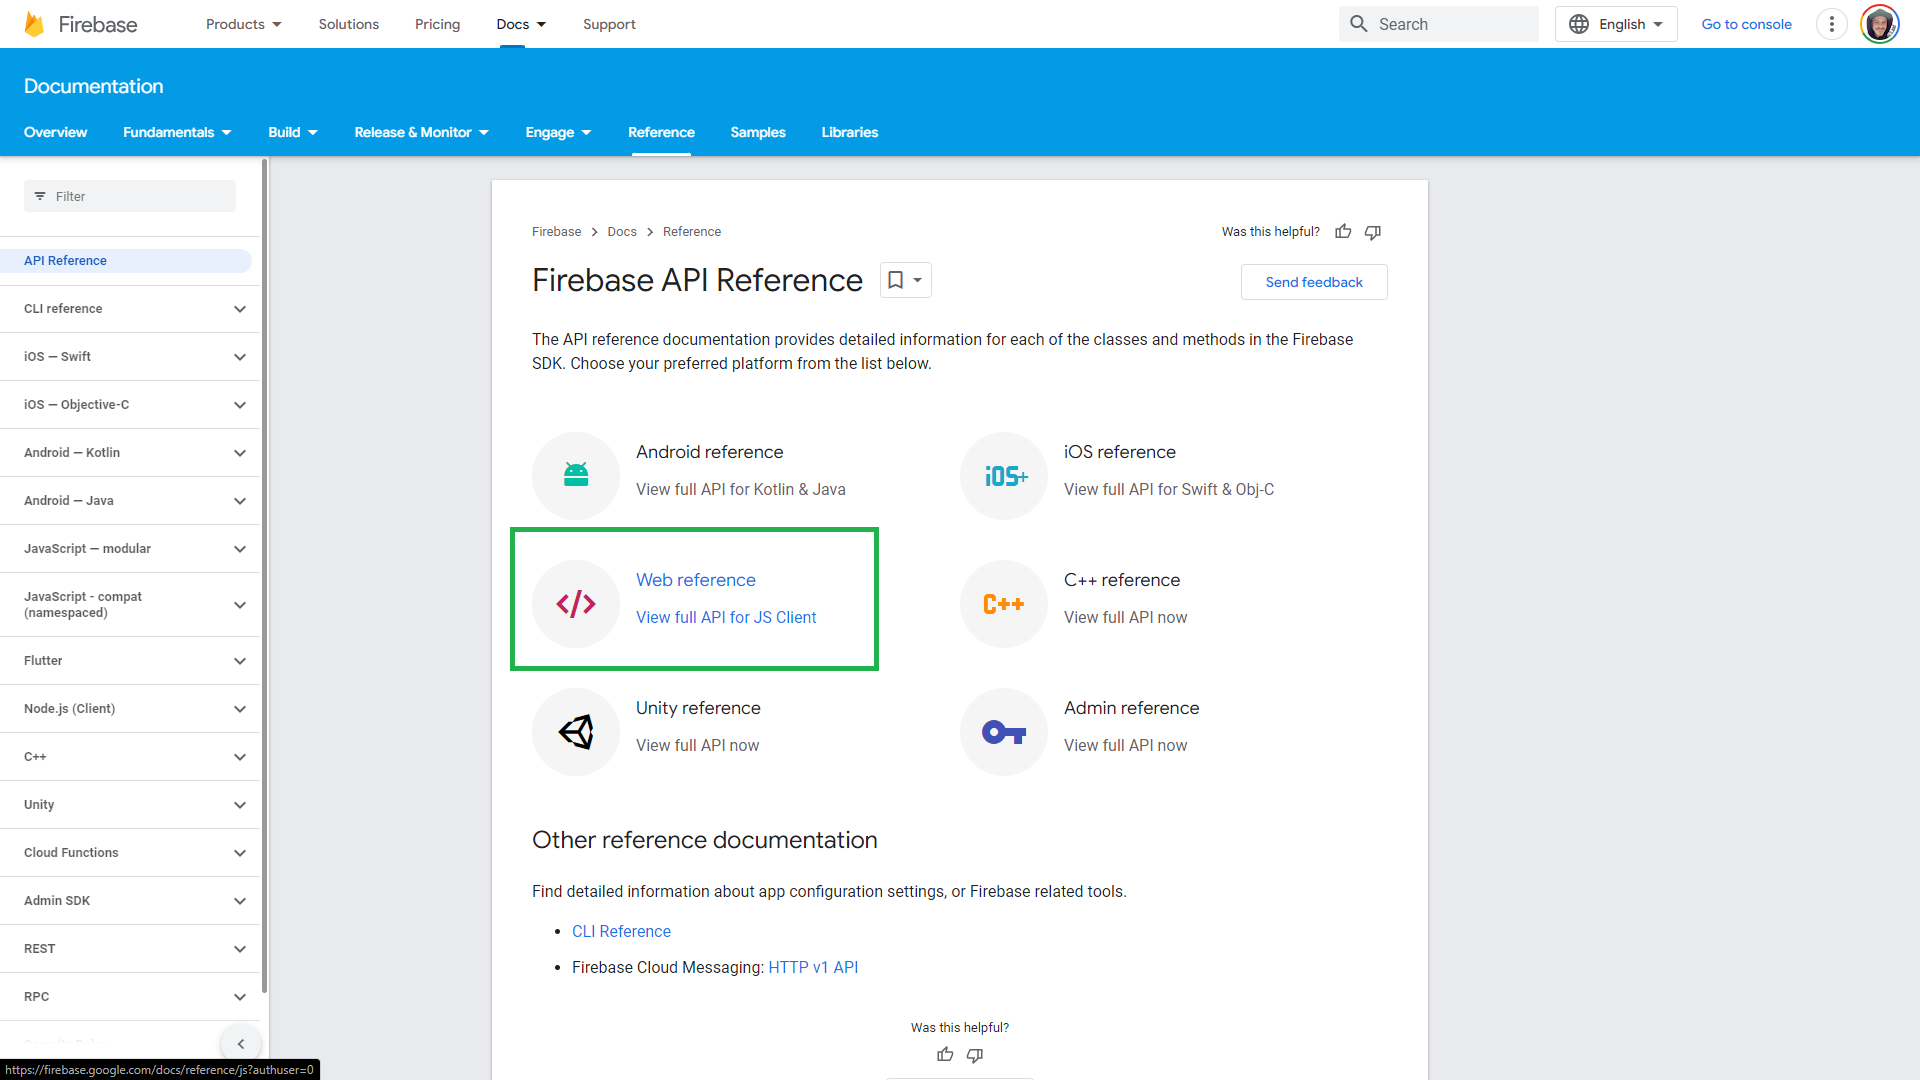 Firebase
Products
Solutions
Pricing
Docs
Support
Search
English
Go to console
Documentation
Overview
Fundamentals
Build
Release & Monitor
Engage
Reference
Samples
Libraries
Filter
API Reference
CLI reference
iOS — Swift
iOS — Objective-C
Android — Kotlin
Android — Java
JavaScript — modular
JavaScript - compat
(namespaced)
Flutter
Node.js (Client)
C++
Unity
Cloud Functions
Admin SDK
REST
RPC
Firebase > Docs > Reference
Was this helpful?
Firebase API Reference
Send feedback
The API reference documentation provides detailed information for each of the classes and methods in the Firebase
SDK. Choose your preferred platform from the list below.
Android reference
View full API for Kotlin & Java
iOS+
iOS reference
View full API for Swift & Obj-C
</>
Web reference
View full API for JS Client
C++
C++ reference
View full API now
Unity reference
View full API now
Admin reference
View full API now
Other reference documentation
Find detailed information about app configuration settings, or Firebase related tools.
• CLI Reference
• Firebase Cloud Messaging: HTTP v1 API
Was this helpful?
https://firebase.google.com/docs/reference/js?authuser=0